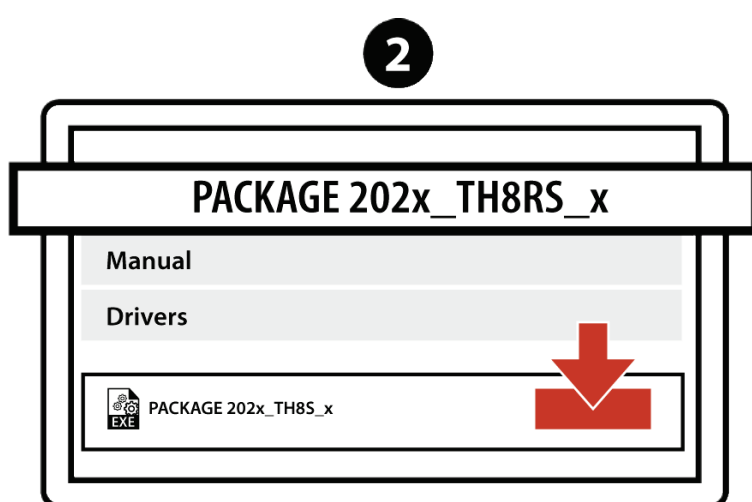 2
PACKAGE 202x_TH8RS_x
Manual
Drivers
EXE
PACKAGE 202x_TH8S_x